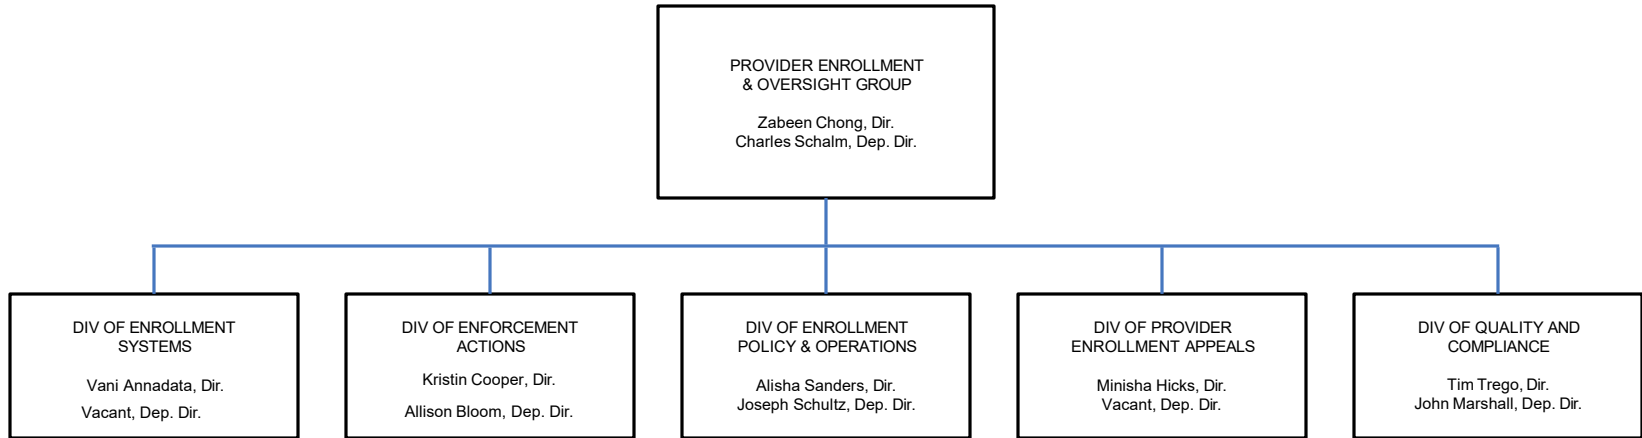 PROVIDER ENROLLMENT
& OVERSIGHT GROUP
Zabeen Chong, Dir.
Charles Schalm, Dep. Dir.
DIV OF ENROLLMENT
SYSTEMS
Vani Annadata, Dir.
Vacant, Dep. Dir.
DIV OF ENFORCEMENT
ACTIONS
Kristin Cooper, Dir.
Allison Bloom, Dep. Dir.
DIV OF ENROLLMENT
POLICY & OPERATIONS
Alisha Sanders, Dir.
Joseph Schultz, Dep. Dir.
DIV OF PROVIDER
ENROLLMENT APPEALS
Minisha Hicks, Dir.
Vacant, Dep. Dir.
DIV OF QUALITY AND
COMPLIANCE
Tim Trego, Dir.
John Marshall, Dep. Dir.